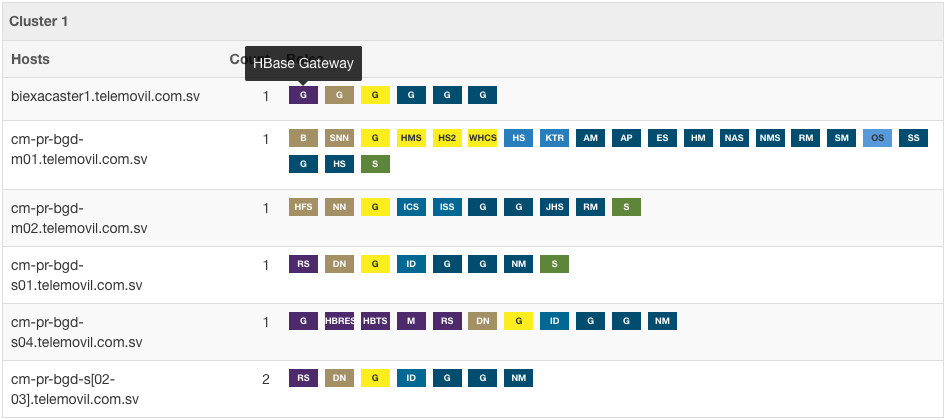 Cluster 1
Hosts Co
HBase Gateway
biexacaster1.telemovil.com.sv 1 G G G G G G
cm-pr-bgd- 1 B SNN G HMS HS2 WHCS HS KTR AM AP ES HM NAS NMS RM SM OS SS
m01.telemovil.com.sv G HS S
cm-pr-bgd- 1 HFS NN G ICS ISS G G JHS RM S
m02.telemovil.com.sv
cm-pr-bgd- 1 RS DN G ID G G NM S
s01.telemovil.com.sv
cm-pr-bgd- 1 G HBRES HBTS M RS DN G ID G G NM
s04.telemovil.com.sv
cm-pr-bgd-s[02- 2 RS DN G ID G G NM
03].telemovil.com.sv